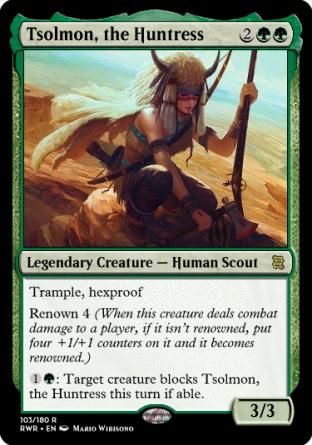 Tsolmon, the Huntress 2
Legendary Creature — Human Scout
Trample, hexproof
Renown 4 (When this creature deals combat
damage to a player, if it isn't renowned, put
four +1/+1 counters on it and it becomes
renowned.)
1 : Target creature blocks Tsolmon,
the Huntress this turn if able.
3/3
103/180 R
RWR • EN Mario Wibisono